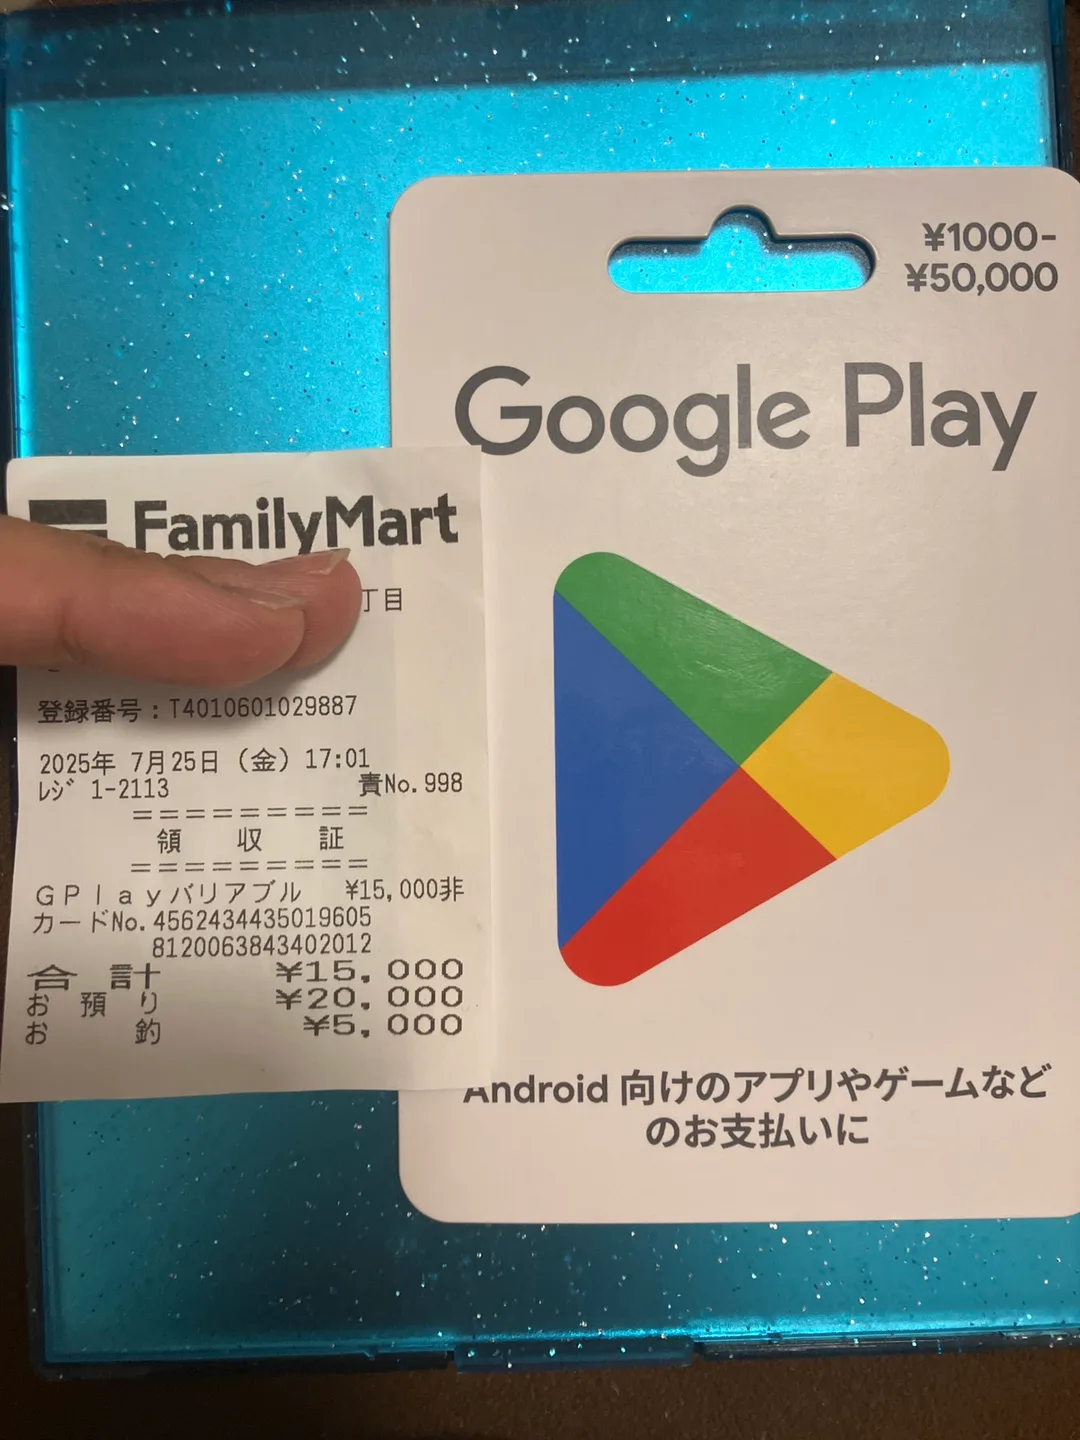 FamilyMart
丁目
登録番号:T4010601029887
2025年 7月25日(金) 17:01
レジ 1-2113 責No.998
=========
領 収 証
=========
GPlayバリアブル ¥15,000非
カードNo.4562434435019605
8120063843402012
合 計 ¥15,000
お 預 り ¥20,000
お 釣 ¥5,000
¥1000-
¥50,000
Google Play
Android 向けのアプリやゲームなど
のお支払いに